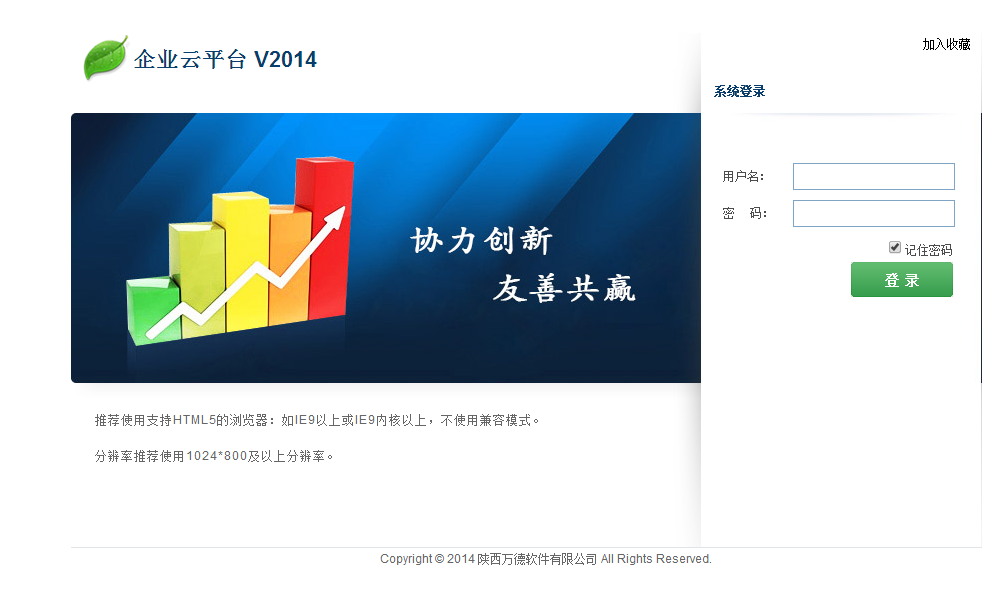 企业云平台 V2014
加入收藏
系统登录
用户名：
密 码：
记住密码
登 录
协力创新
友善共赢
推荐使用支持HTML5的浏览器：如IE9以上或IE9内核以上，不使用兼容模式。
分辨率推荐使用1024*800及以上分辨率。
Copyright © 2014 陕西万德软件有限公司 All Rights Reserved.